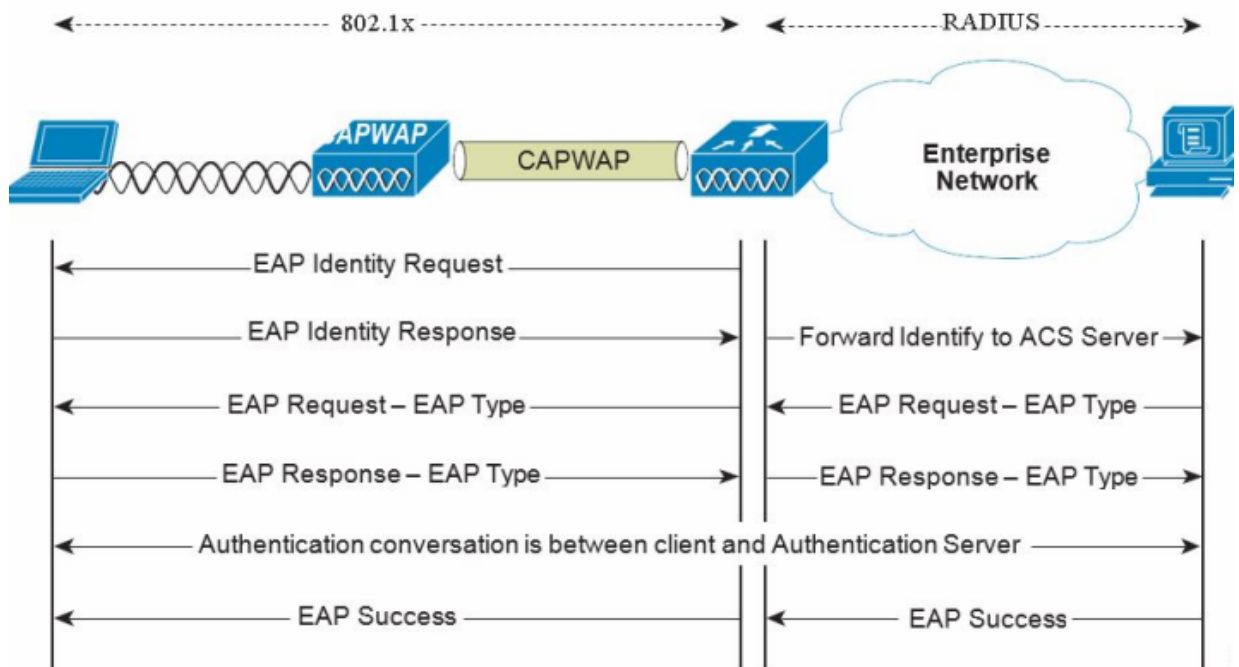 802.1x
RADIUS
CAPWAP
CAPWAP
Enterprise
Network
EAP Identity Request
EAP Identity Response
Forward Identify to ACS Server
EAP Request – EAP Type
EAP Request – EAP Type
EAP Response – EAP Type
EAP Response – EAP Type
Authentication conversation is between client and Authentication Server
EAP Success
EAP Success